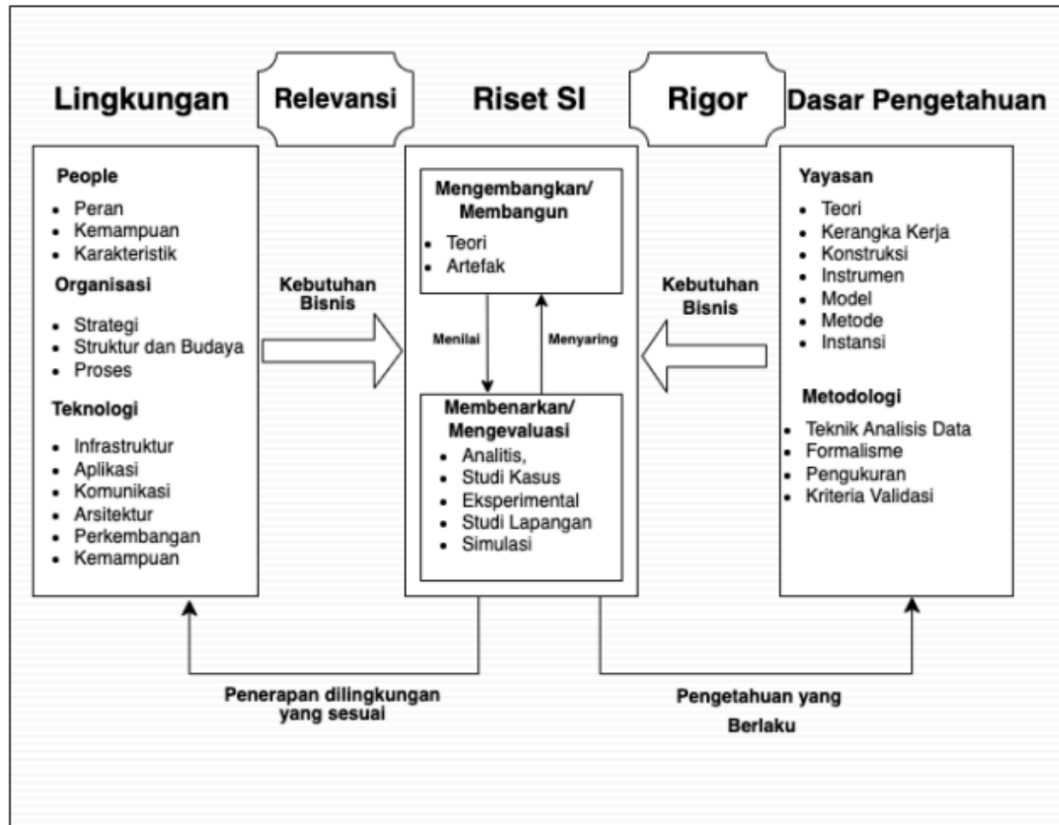 Lingkungan
Relevansi
Riset SI
Rigor
Dasar Pengetahuan
People
• Peran
• Kemampuan
• Karakteristik
Organisasi
• Strategi
• Struktur dan Budaya
• Proses
Teknologi
• Infrastruktur
• Aplikasi
• Komunikasi
• Arsitektur
• Perkembangan
• Kemampuan
Kebutuhan
Bisnis
Mengembangkan/
Membangun
• Teori
• Artefak
Menilai
Menyaring
Membenarkan/
Mengevaluasi
• Analitis,
• Studi Kasus
• Eksperimental
• Studi Lapangan
• Simulasi
Kebutuhan
Bisnis
Yayasan
• Teori
• Kerangka Kerja
• Konstruksi
• Instrumen
• Model
• Metode
• Instansi
Metodologi
• Teknik Analisis Data
• Formalisme
• Pengukuran
• Kriteria Validasi
Penerapan dilingkungan
yang sesuai
Pengetahuan yang
Berlaku